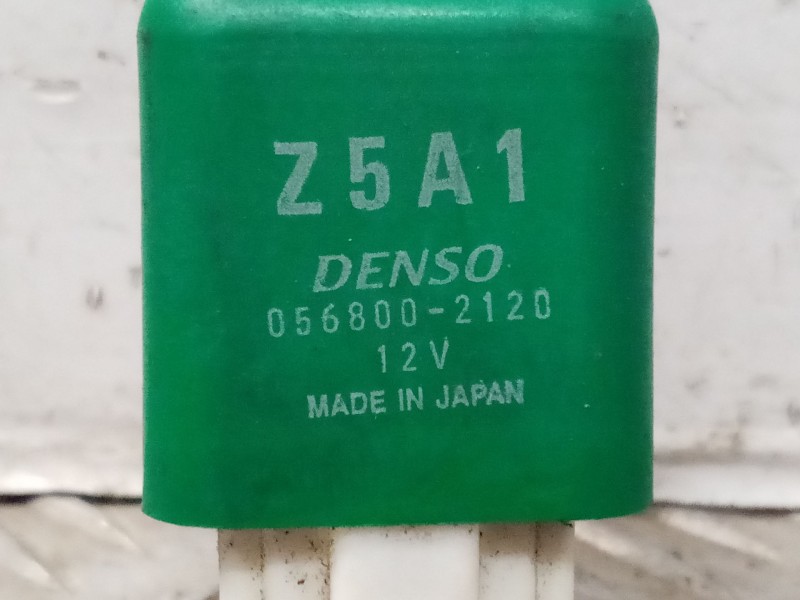 Z5A1
DENSO
056800-2120
12V
MADE IN JAPAN